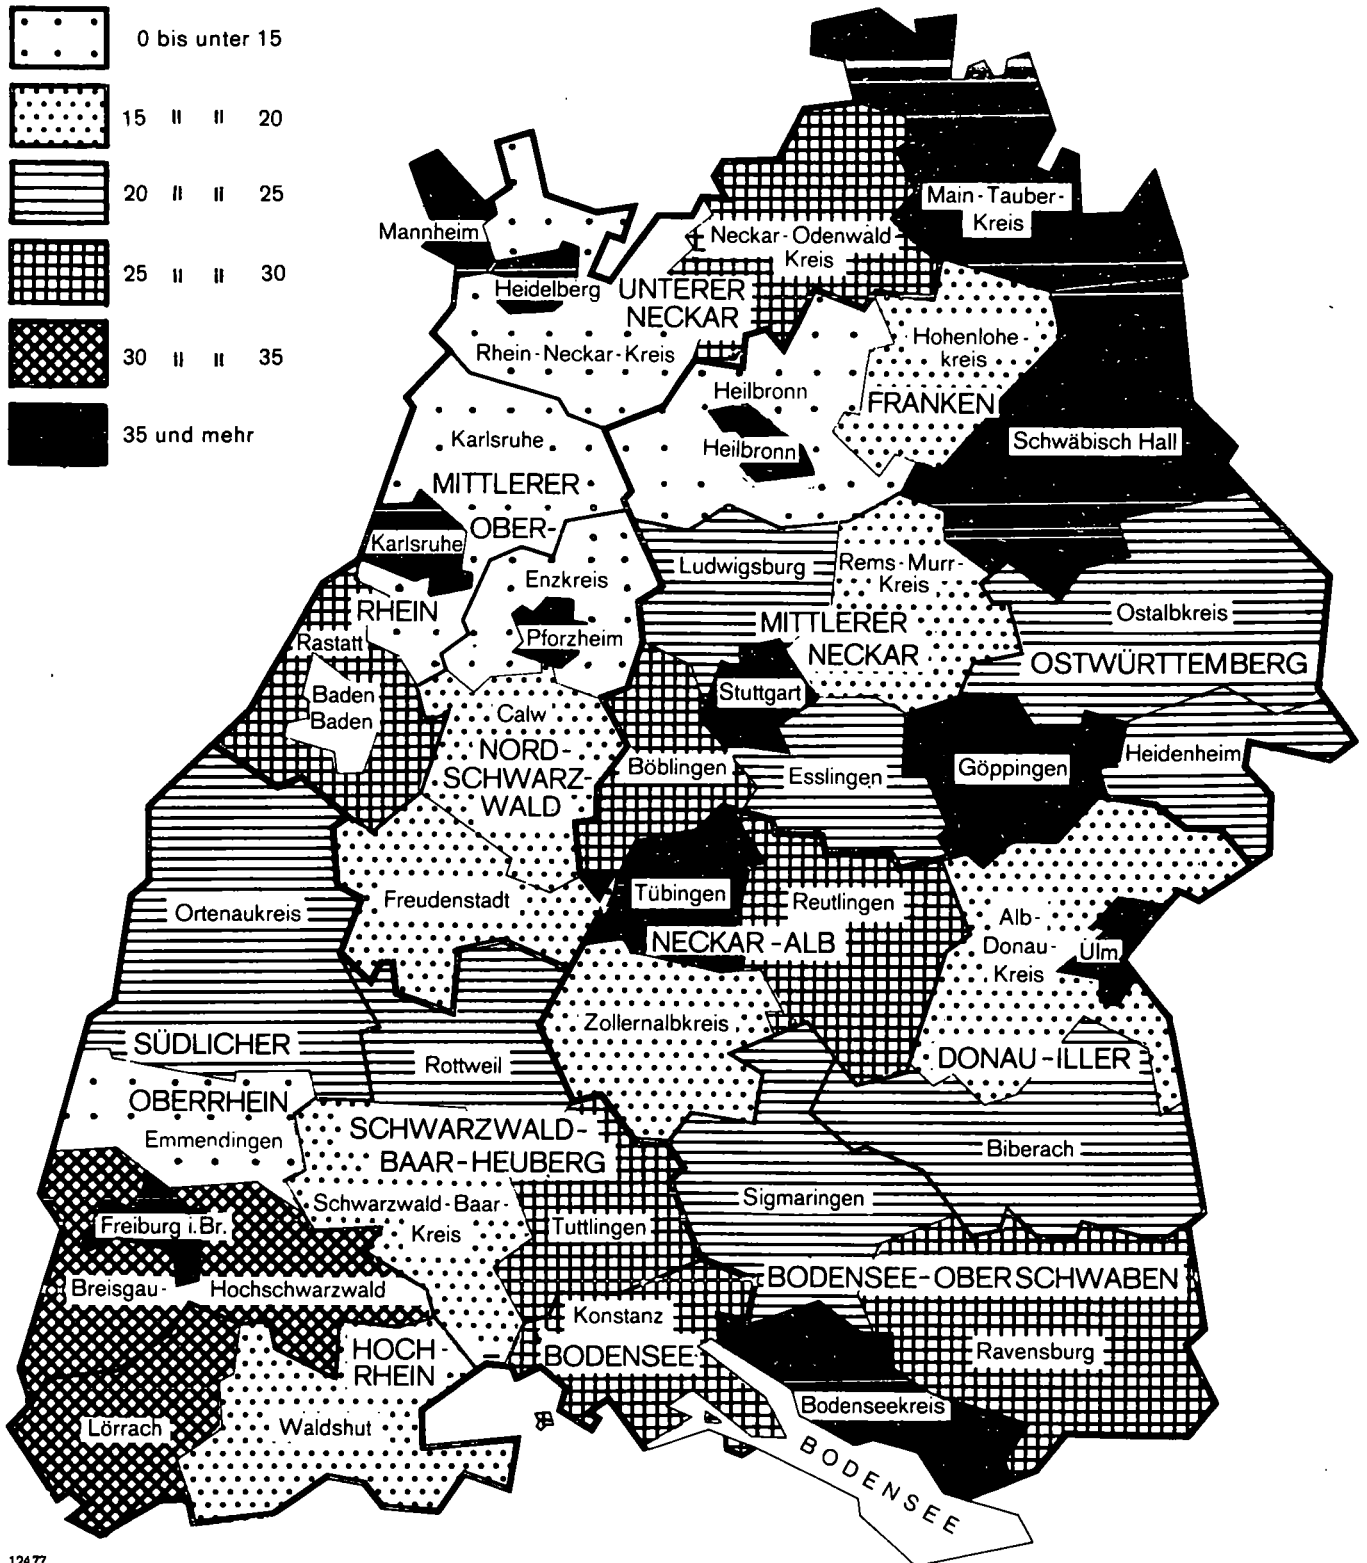 0 bis unter 15
15 " " 20
20 " " 25
25 " " 30
30 " " 35
35 und mehr
Main-Tauber-
Kreis
Mannheim
Neckar-Odenwald
Kreis
Heidelberg
UNTERER
NECKAR
Rhein-Neckar-Kreis
Hohenlohe-
kreis
Heilbronn
FRANKEN
Karlsruhe
Heilbronn
Schwäbisch Hall
MITTLERER
OBER-
RHEIN
Karlsruhe
Enzkreis
Ludwigsburg
Rems-Murr-
Kreis
Ostalbkreis
Pforzheim
MITTLERER
NECKAR
Rastatt
OSTWÜRTTEMBERG
Baden
Baden
Stuttgart
Calw
NORD-
SCHWARZ-
WALD
Böblingen
Esslingen
Göppingen
Heidenheim
Freudenstadt
Tübingen
Reutlingen
Ortenaukreis
NECKAR-ALB
Alb-
Donau-
Kreis
Ulm
Zollernalbkreis
SÜDLICHER
OBERRHEIN
Rottweil
DONAU-ILLER
Emmendingen
SCHWARZWALD-
BAAR-HEUBERG
Biberach
Schwarzwald-Baar-
Kreis
Sigmaringen
Freiburg i.Br.
Tuttlingen
Breisgau-
Hochschwarzwald
BODENSEE-OBERSCHWABEN
Konstanz
HOCH-
RHEIN
BODENSEE
Ravensburg
Lörrach
Waldshut
Bodenseekreis
BODENSEE
12477